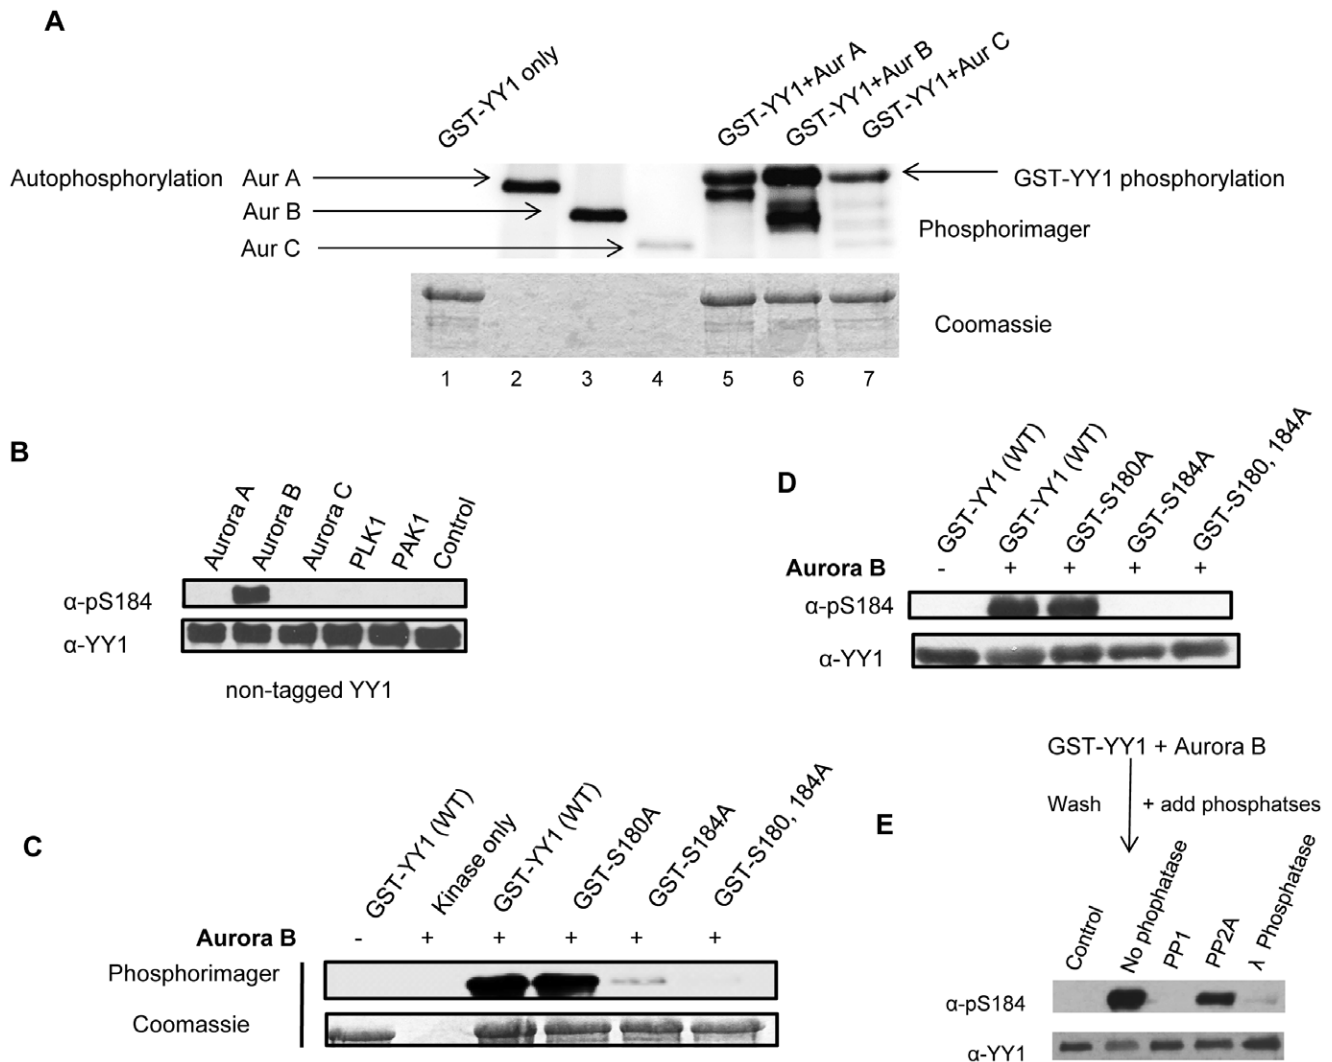 A
GST-YY1 only
GST-YY1+Aur A
GST-YY1+Aur B
GST-YY1+Aur C
Autophosphorylation
Aur A
Aur B
Aur C
GST-YY1 phosphorylation
Phosphorimager
Coomassie
1 2 3 4 5 6 7
B
Aurora A
Aurora B
Aurora C
PLK1
PAK1
Control
α-pS184
α-YY1
non-tagged YY1
D
GST-YY1 (WT)
GST-YY1 (WT)
GST-S180A
GST-S184A
GST-S180, 184A
Aurora B - + + + +
α-pS184
α-YY1
C
GST-YY1 (WT)
Kinase only
GST-YY1 (WT)
GST-S180A
GST-S184A
GST-S180, 184A
Aurora B - + + + + +
Phosphorimager
Coomassie
E
GST-YY1 + Aurora B
Wash + add phosphatses
Control
No phophatase
PP1
PP2A
λ Phosphatase
α-pS184
α-YY1